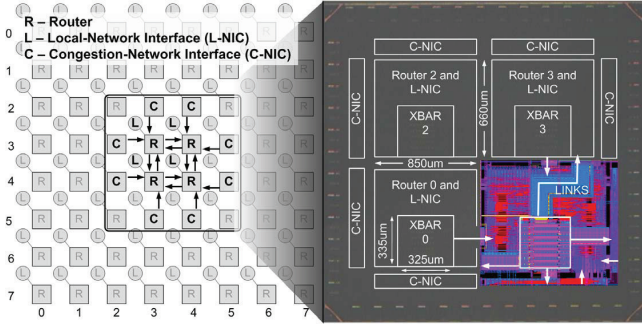 R – Router
L – Local-Network Interface (L-NIC)
C – Congestion-Network Interface (C-NIC)
0
1 R R R R R R R R
L L L L L L L L
2 R R R C C R R R
L L L L L L L L
3 R R C R R C R R
L L L L L L L L
4 R R C R R C R R
L L L L L L L L
5 R R R C C R R R
L L L L L L L L
6 R R R R R R R R
L L L L L L L L
7 R R R R R R R R
0 1 2 3 4 5 6 7
C-NIC
C-NIC
C-NIC
Router 2 and
L-NIC
XBAR
2
660um
Router 3 and
L-NIC
XBAR
3
C-NIC
850um
C-NIC
Router 0 and
L-NIC
XBAR
0
335um
325um
LINKS
C-NIC